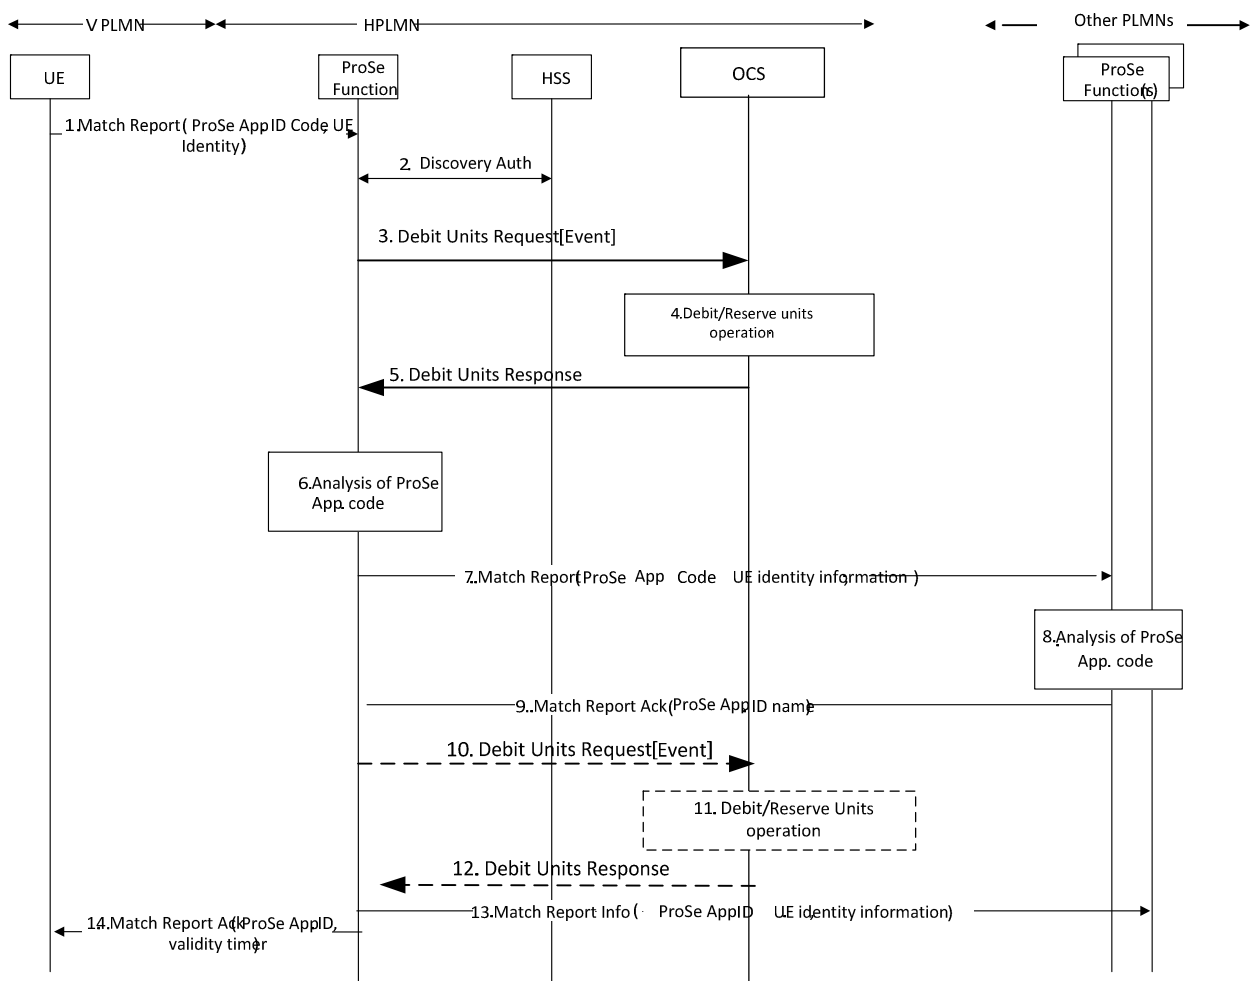 V PLMN
HPLMN
Other PLMNs
UE
ProSe
Function
HSS
OCS
ProSe
Function(s)
1.Match Report( ProSe App ID Code, UE
Identity)
2. Discovery Auth
3. Debit Units Request[Event]
4.Debit/Reserve units
operation.
5. Debit Units Response
6.Analysis of ProSe
App. code
7..Match Report(ProSe App Code UE identity information )
8.Analysis of ProSe
App. code
9..Match Report Ack(ProSe App.ID name)
10. Debit Units Request[Event]
11. Debit/Reserve Units
operation
12. Debit Units Response
13.Match Report Info ( ProSe App ID UE identity information)
14.Match Report Ack(ProSe App ID,
validity timer)